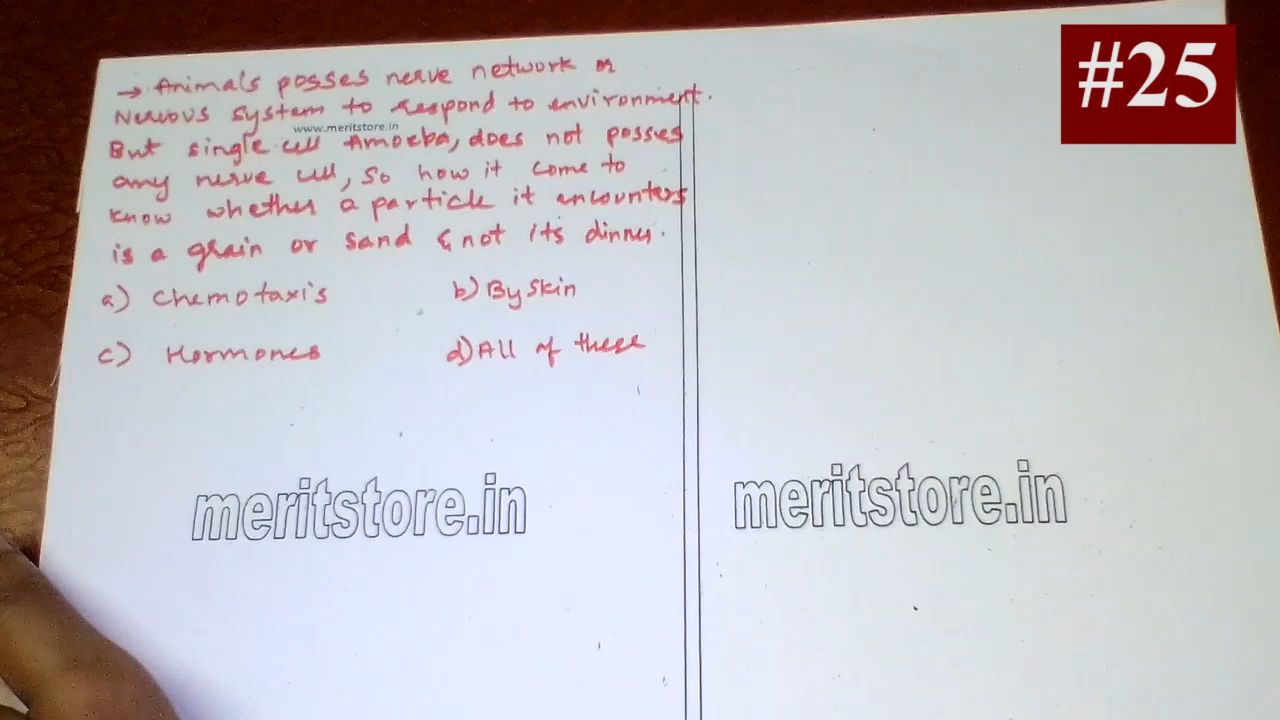 #25
→ Animals posses nerve network or
Nervous system to respond to environment.
www.meritstore.in
But single cell Amoeba, does not posses
any nerve cell, so how it come to
know whether a particle it encounters
is a grain or sand & not its dinner.
a) Chemotaxis b) By skin
c) Hormones d) All of these
meritstore.in meritstore.in